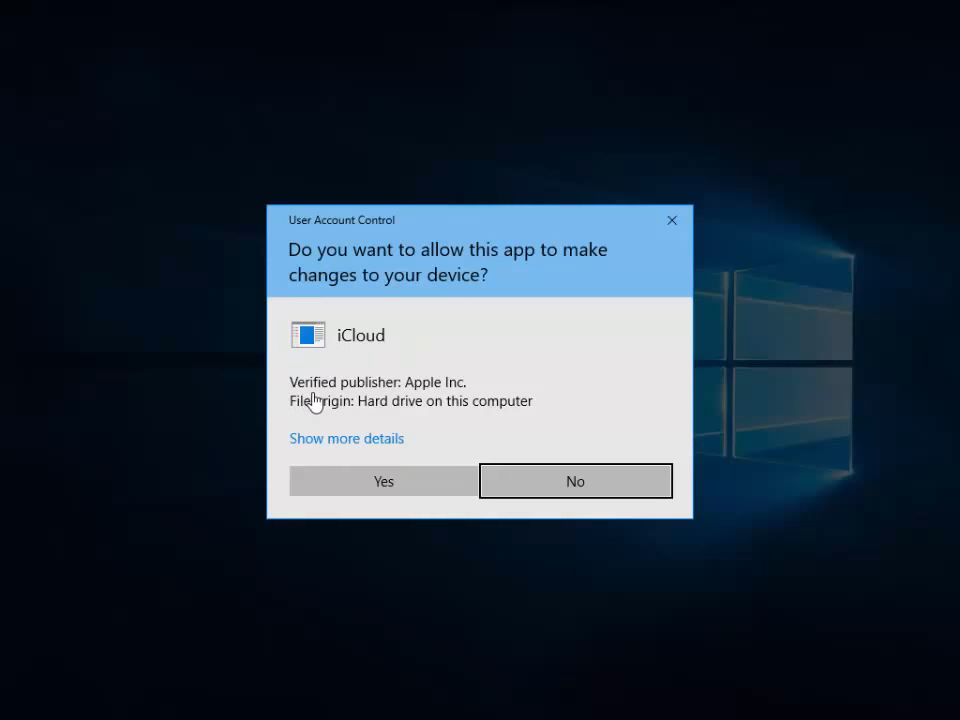 User Account Control
Do you want to allow this app to make
changes to your device?
iCloud
Verified publisher: Apple Inc.
File origin: Hard drive on this computer
Show more details
Yes
No